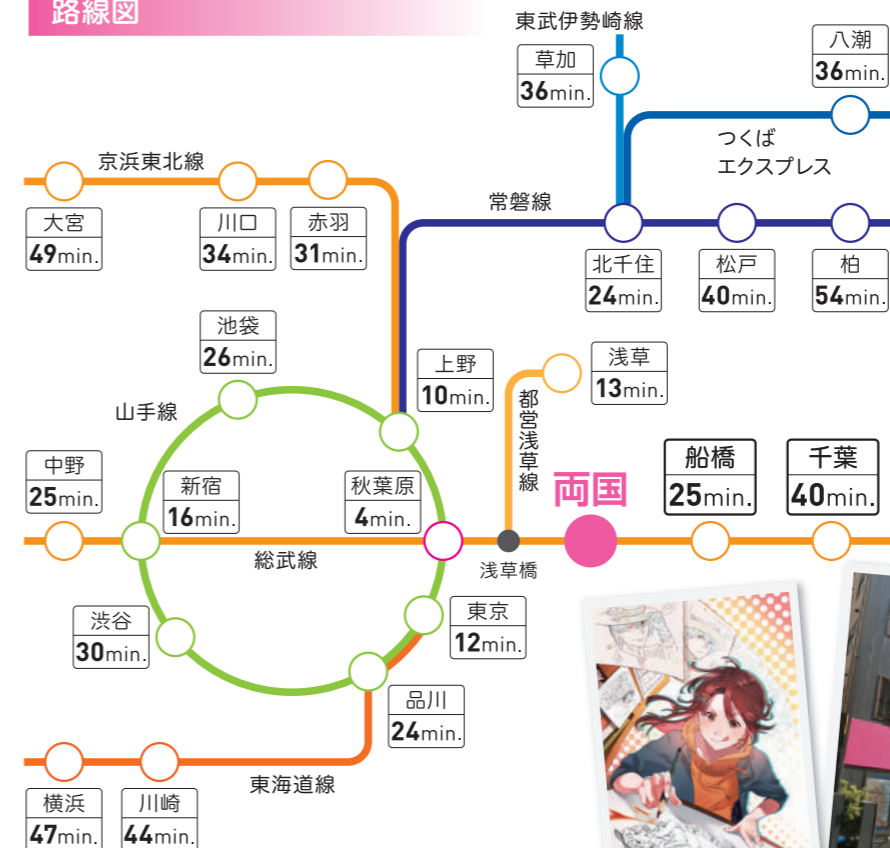 路線図
東武伊勢崎線
草加
36min.
八潮
36min.
つくば
エクスプレス
京浜東北線
大宮
49min.
川口
34min.
赤羽
31min.
常磐線
北千住
24min.
松戸
40min.
柏
54min.
池袋
26min.
上野
10min.
浅草
13min.
都営浅草線
山手線
中野
25min.
新宿
16min.
秋葉原
4min.
両国
船橋
25min.
千葉
40min.
総武線
浅草橋
渋谷
30min.
東京
12min.
品川
24min.
東海道線
横浜
47min.
川崎
44min.